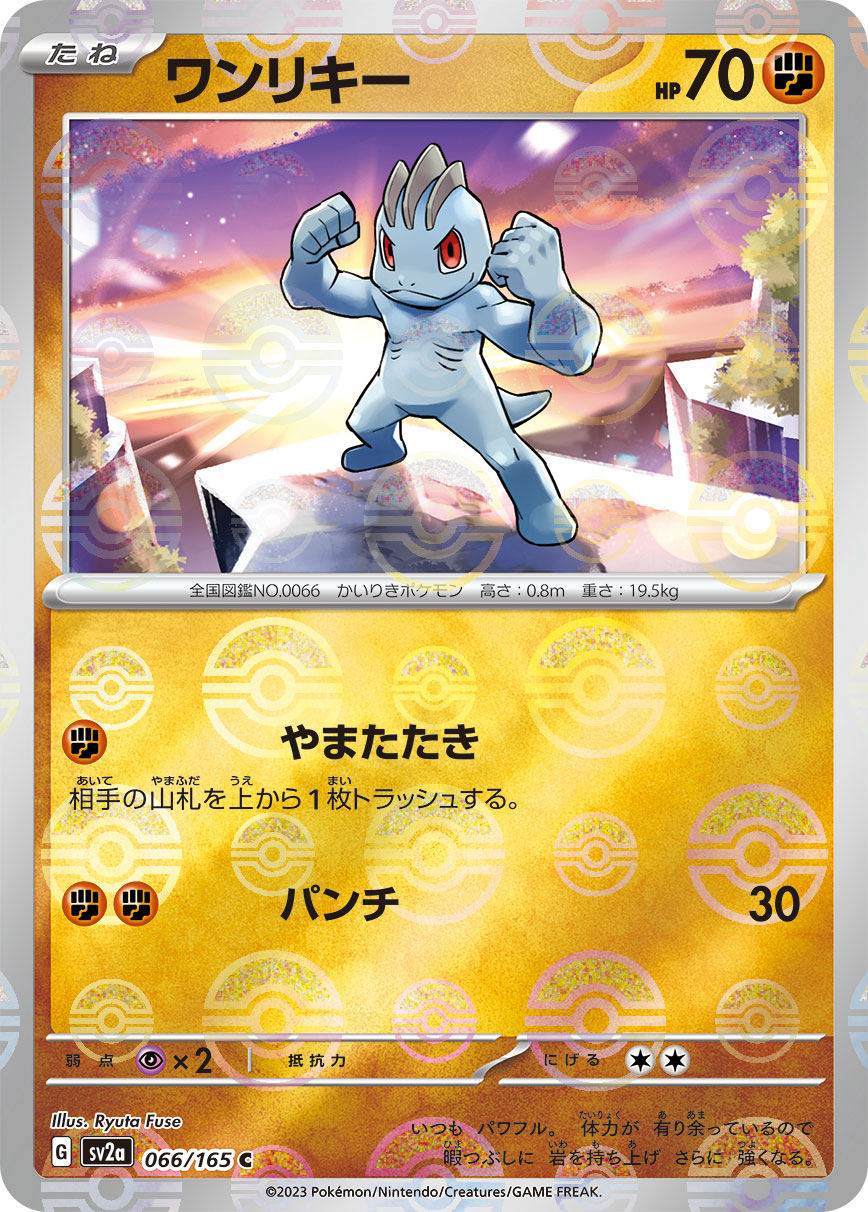 たね ワンリキー HP70
全国図鑑NO.0066 かいりきポケモン 高さ：0.8m 重さ：19.5kg
やまたたき
相手の山札を上から1枚トラッシュする。
パンチ 30
弱点 ×2 抵抗力 にげる
Illus. Ryuta Fuse
いつも パワフル。 体力が 有り余っているので
暇つぶしに 岩を持ち上げ さらに 強くなる。
G sv2a 066/165 C
©2023 Pokémon/Nintendo/Creatures/GAME FREAK.